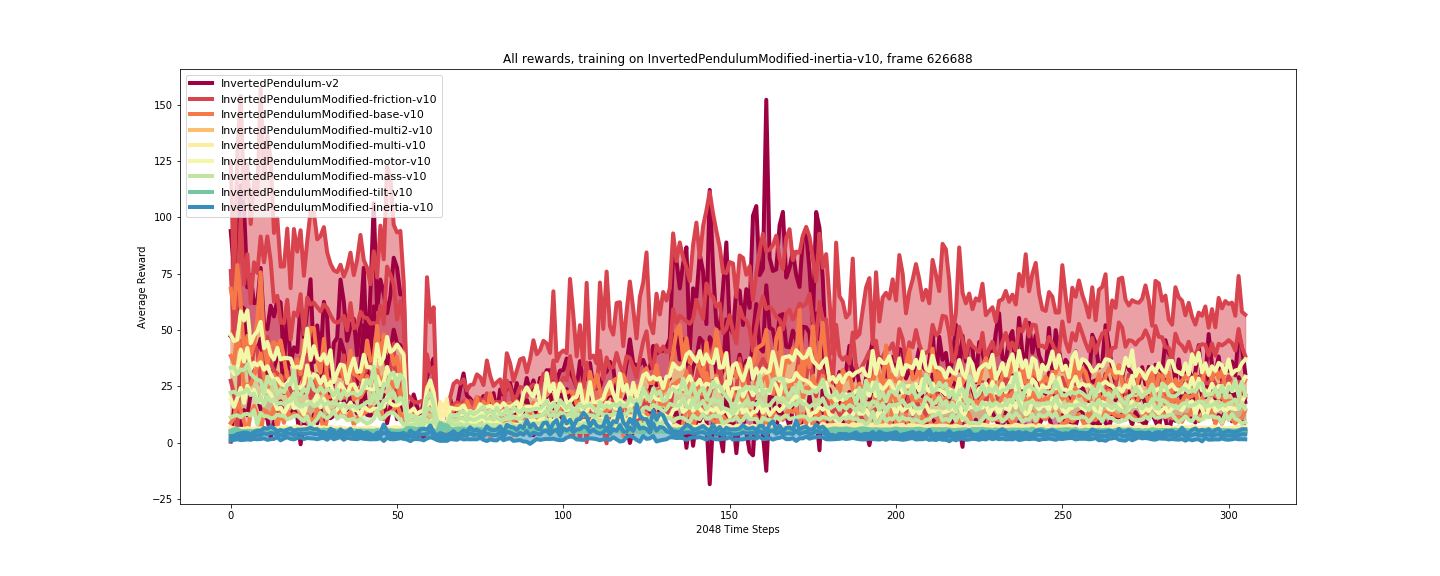 All rewards, training on InvertedPendulumModified-inertia-v10, frame 626688
InvertedPendulum-v2
InvertedPendulumModified-friction-v10
InvertedPendulumModified-base-v10
InvertedPendulumModified-multi2-v10
InvertedPendulumModified-multi-v10
InvertedPendulumModified-motor-v10
InvertedPendulumModified-mass-v10
InvertedPendulumModified-tilt-v10
InvertedPendulumModified-inertia-v10
Average Reward
150
125
100
75
50
25
0
−25
0 50 100 150 200 250 300
2048 Time Steps